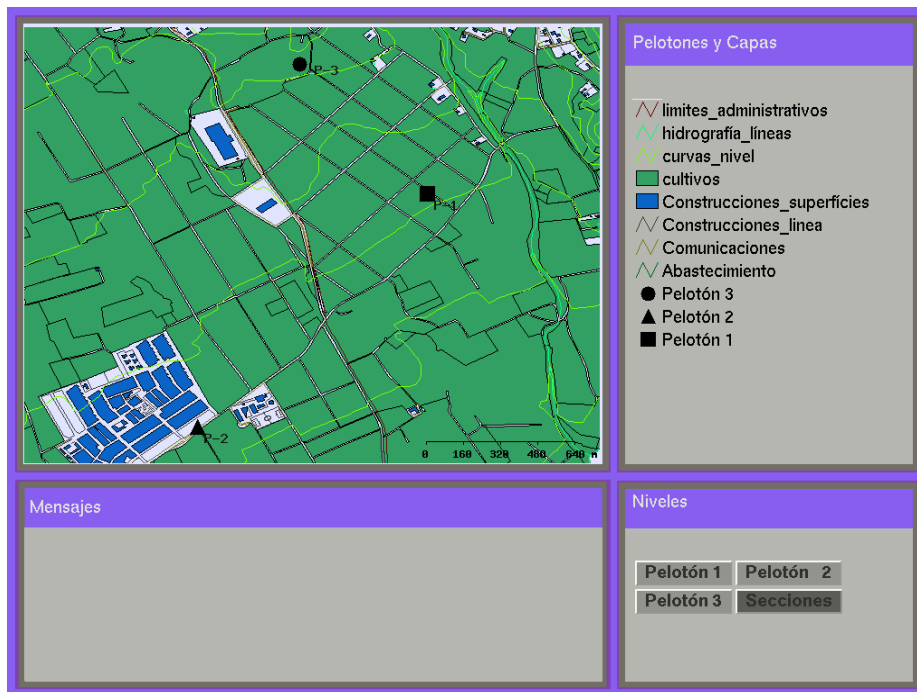 P-3
P-1
P-2
0 160 320 480 640 m
Pelotones y Capas
limites_administrativos
hidrografía_líneas
curvas_nivel
cultivos
Construcciones_superfícies
Construcciones_linea
Comunicaciones
Abastecimiento
Pelotón 3
Pelotón 2
Pelotón 1
Mensajes
Niveles
Pelotón 1 Pelotón 2
Pelotón 3 Secciones